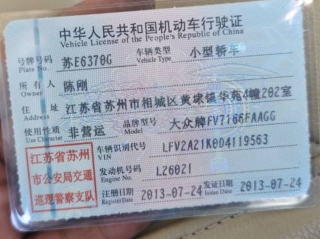 中华人民共和国机动车行驶证
Vehicle License of the People's Republic of China
号牌号码 苏E6370G 车辆类型 小型轿车
Plate No. Vehicle Type
所有人 陈刚
Owner
住址 江苏省苏州市相城区黄埭镇华苑4幢202室
Address
使用性质 非营运 品牌型号 大众牌FV7166FAAGG
Use Character Model
江苏省苏州市公安局交通巡逻警察支队
车辆识别代号 LFV2A21K0D4119563
VIN
发动机号码 L26021
Engine No.
注册日期 2013-07-24 发证日期 2013-07-24
Register Date Issue Date